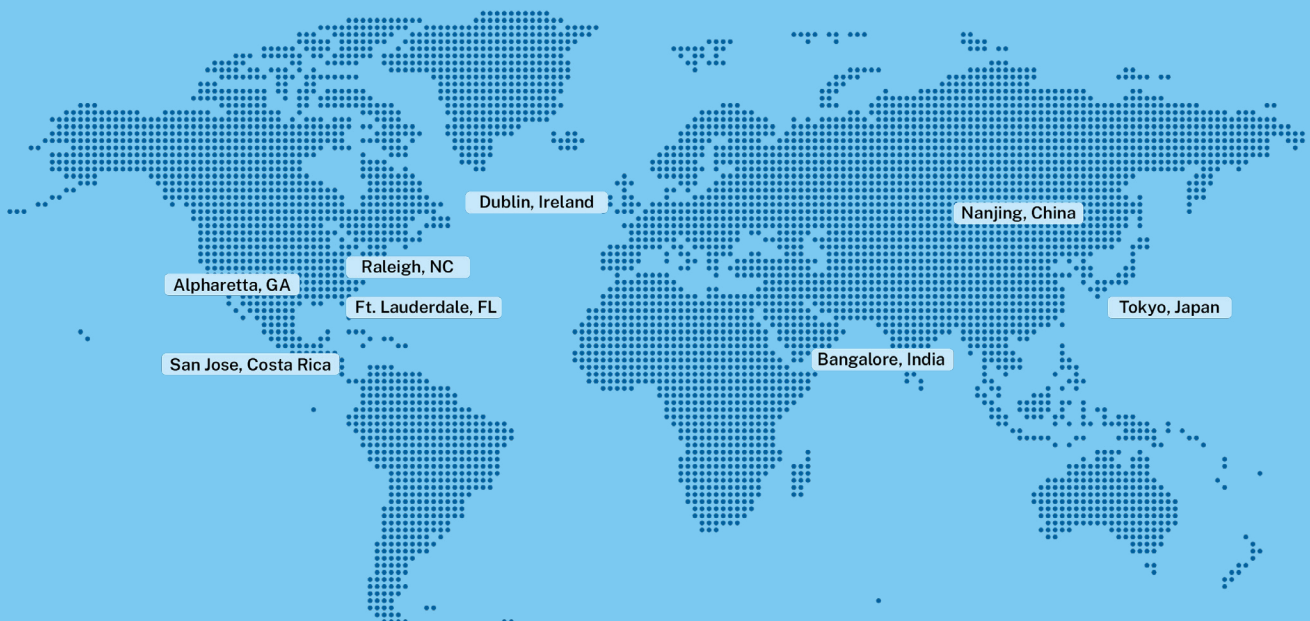 Dublin, Ireland
Nanjing, China
Raleigh, NC
Alpharetta, GA
Ft. Lauderdale, FL
Tokyo, Japan
Bangalore, India
San Jose, Costa Rica